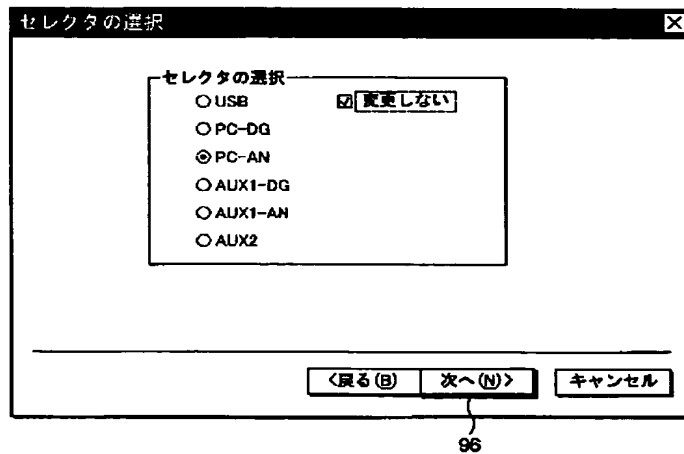 セレクタの選択
セレクタの選択
USB 変更しない
PC-DG
PC-AN
AUX1-DG
AUX1-AN
AUX2
<戻る(B) 次へ(N)> キャンセル
96